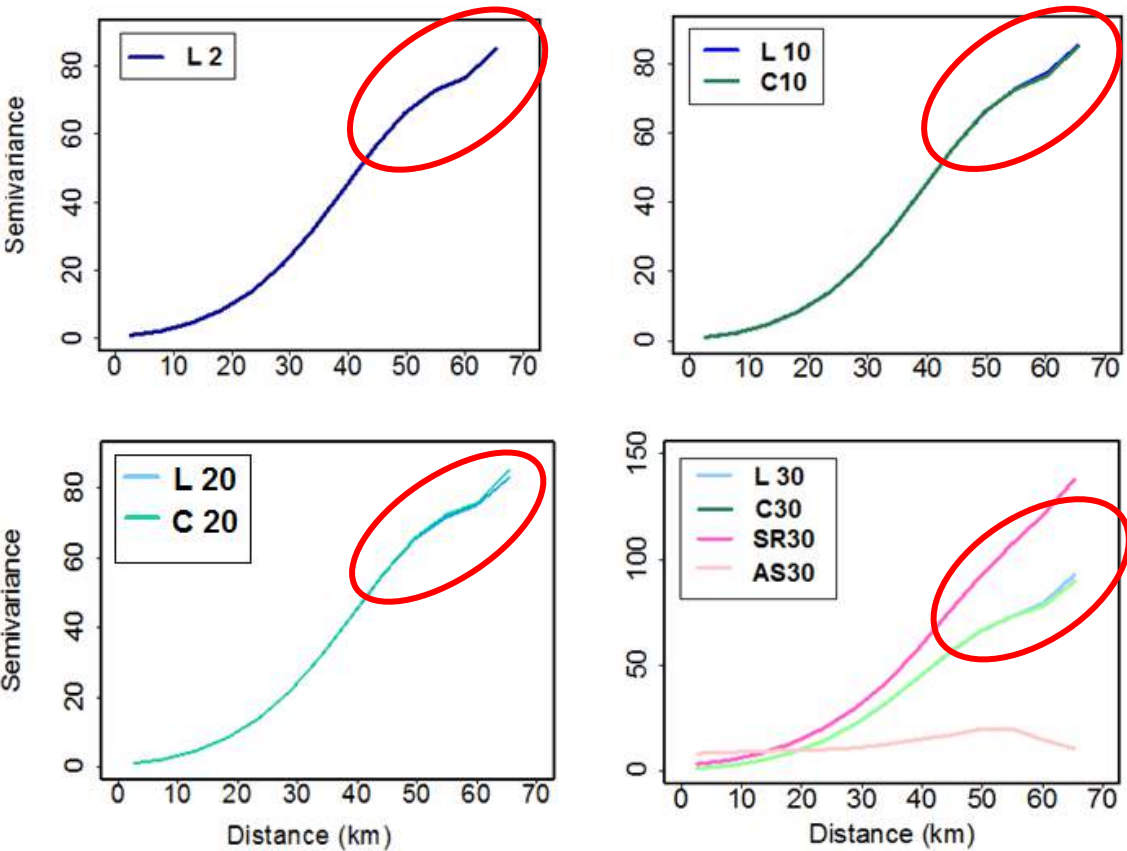 L 2
Semivariance
0 20 40 60 80
0 10 20 30 40 50 60 70
L 10
C10
0 20 40 60 80
0 10 20 30 40 50 60 70
L 20
C 20
Semivariance
0 20 40 60 80
0 10 20 30 40 50 60 70
Distance (km)
L 30
C30
SR30
AS30
0 50 100 150
0 10 20 30 40 50 60 70
Distance (km)